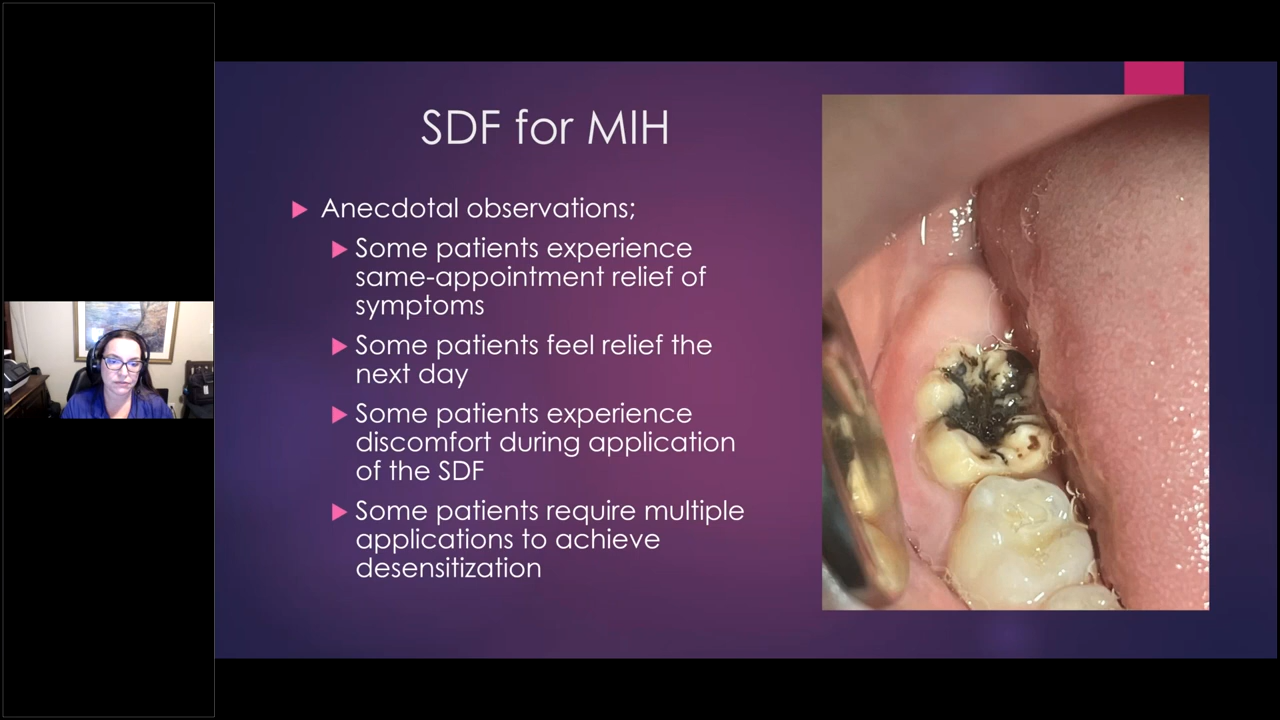 SDF for MIH
Anecdotal observations;
Some patients experience
same-appointment relief of
symptoms
Some patients feel relief the
next day
Some patients experience
discomfort during application
of the SDF
Some patients require multiple
applications to achieve
desensitization